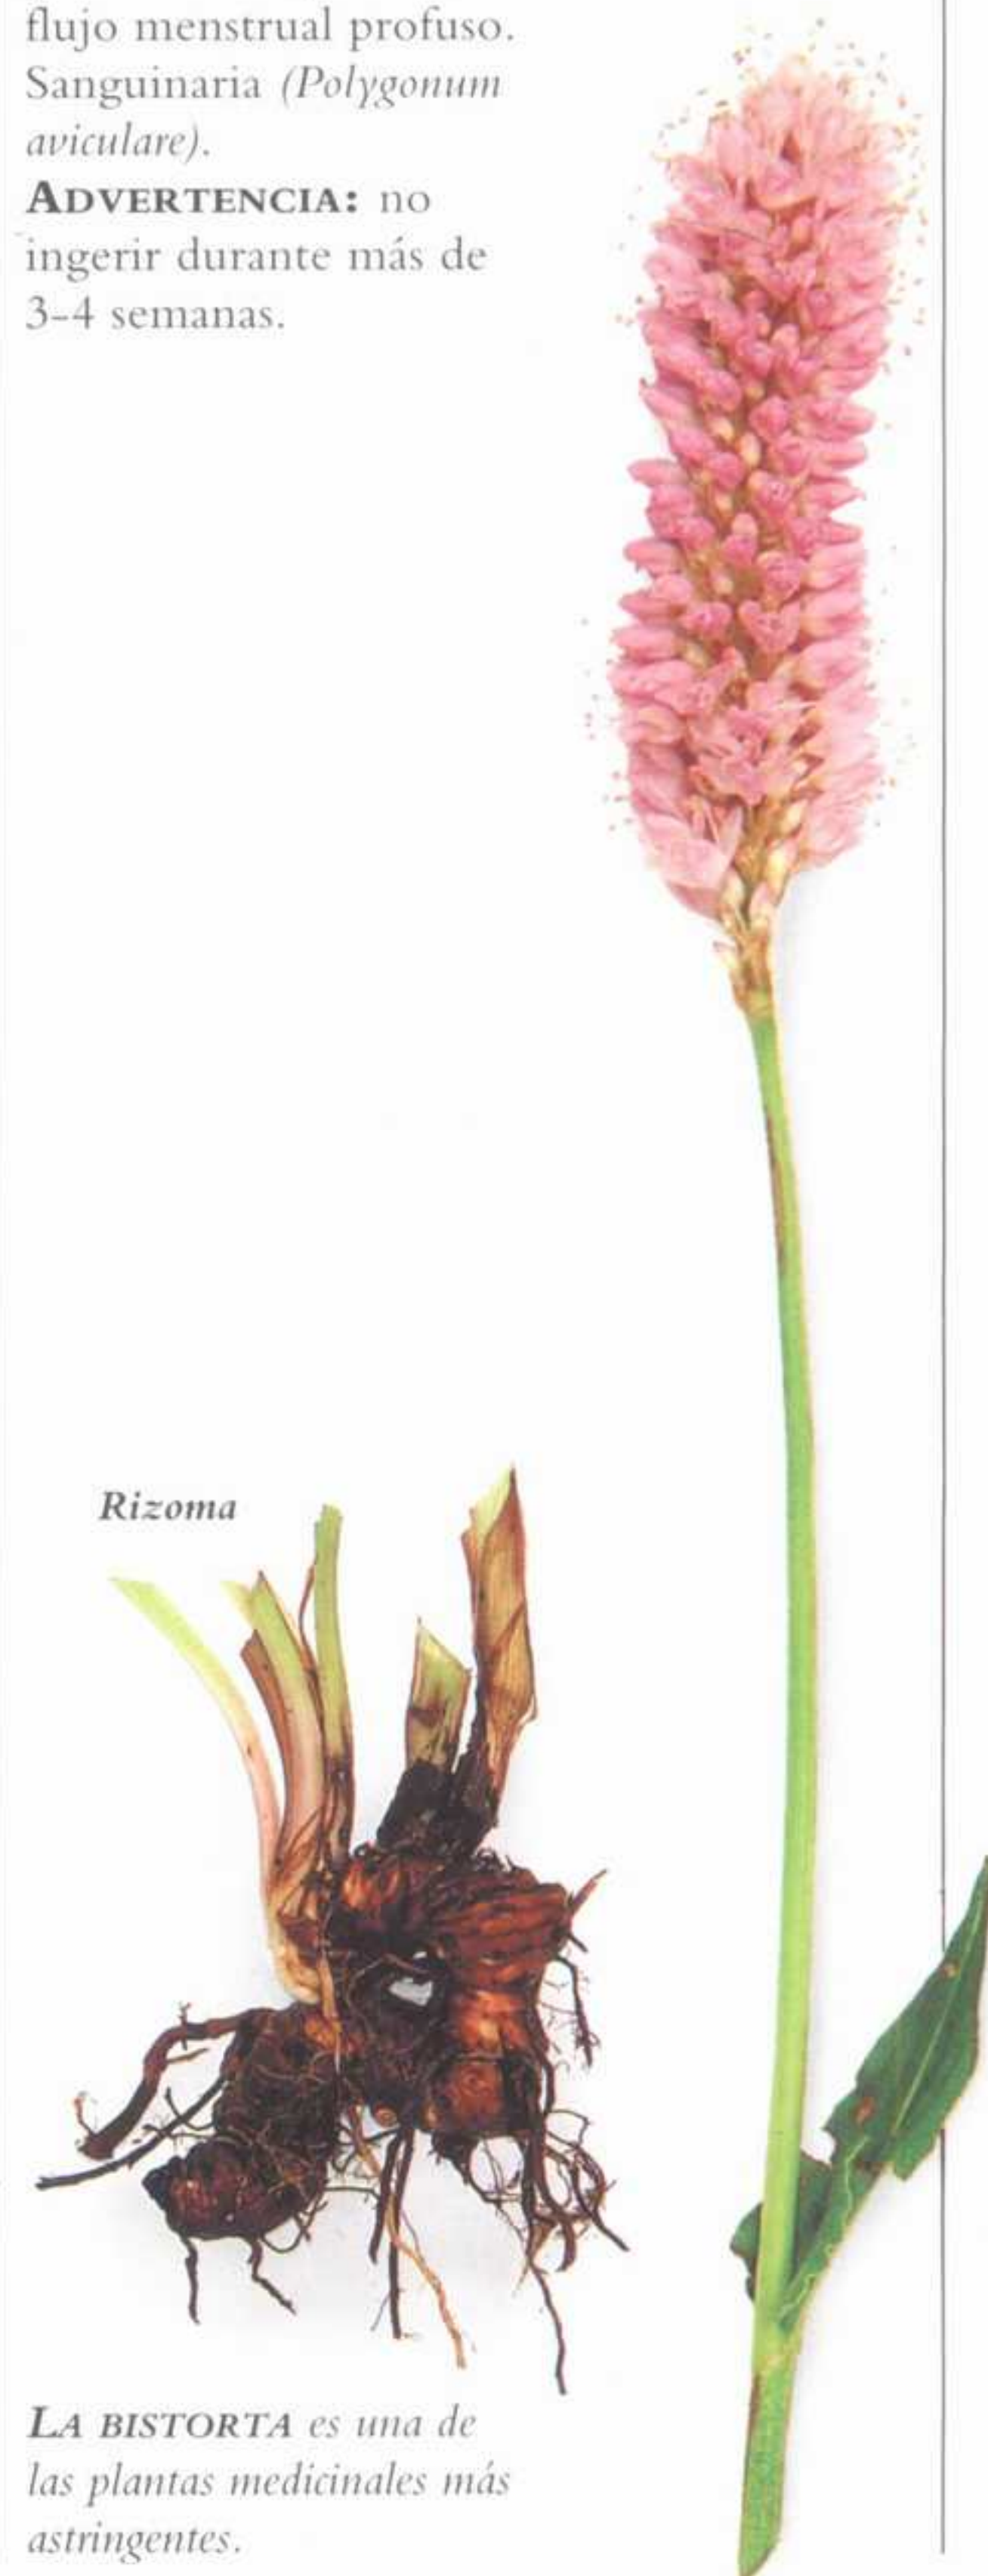 flujo menstrual profuso.
Sanguinaria (Polygonum
aviculare).
ADVERTENCIA: no
ingerir durante más de
3-4 semanas.
Rizoma
LA BISTORTA es una de
las plantas medicinales más
astringentes.